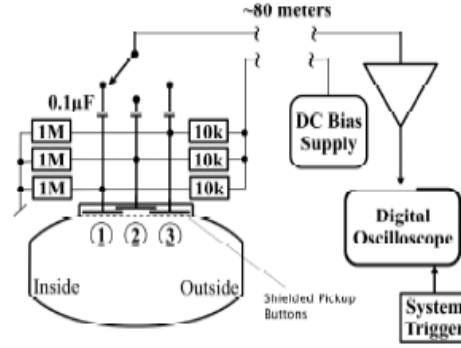 ~80 meters
0.1µF
1M
10k
1M
10k
1M
10k
DC Bias
Supply
Digital
Oscilloscope
System
Trigger
1 2 3
Inside
Outside
Shielded Pickup
Buttons